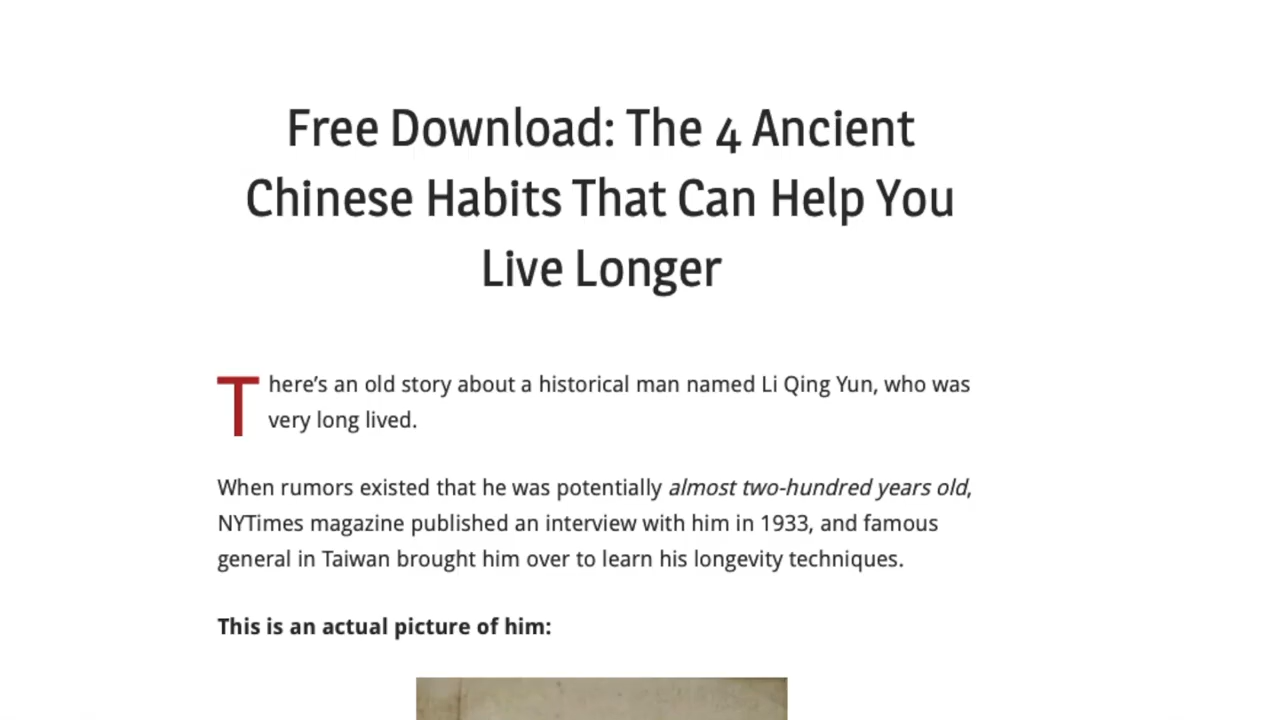 Free Download: The 4 Ancient
Chinese Habits That Can Help You
Live Longer
There’s an old story about a historical man named Li Qing Yun, who was
very long lived.
When rumors existed that he was potentially almost two-hundred years old,
NYTimes magazine published an interview with him in 1933, and famous
general in Taiwan brought him over to learn his longevity techniques.
This is an actual picture of him: